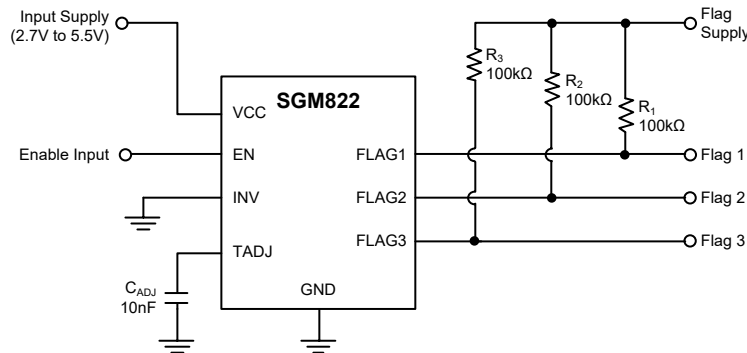 Input Supply
(2.7V to 5.5V)
Flag
Supply
R3
100kΩ
R2
100kΩ
R1
100kΩ
SGM822
VCC
Enable Input
EN
FLAG1
Flag 1
INV
FLAG2
Flag 2
TADJ
FLAG3
Flag 3
CADJ
10nF
GND